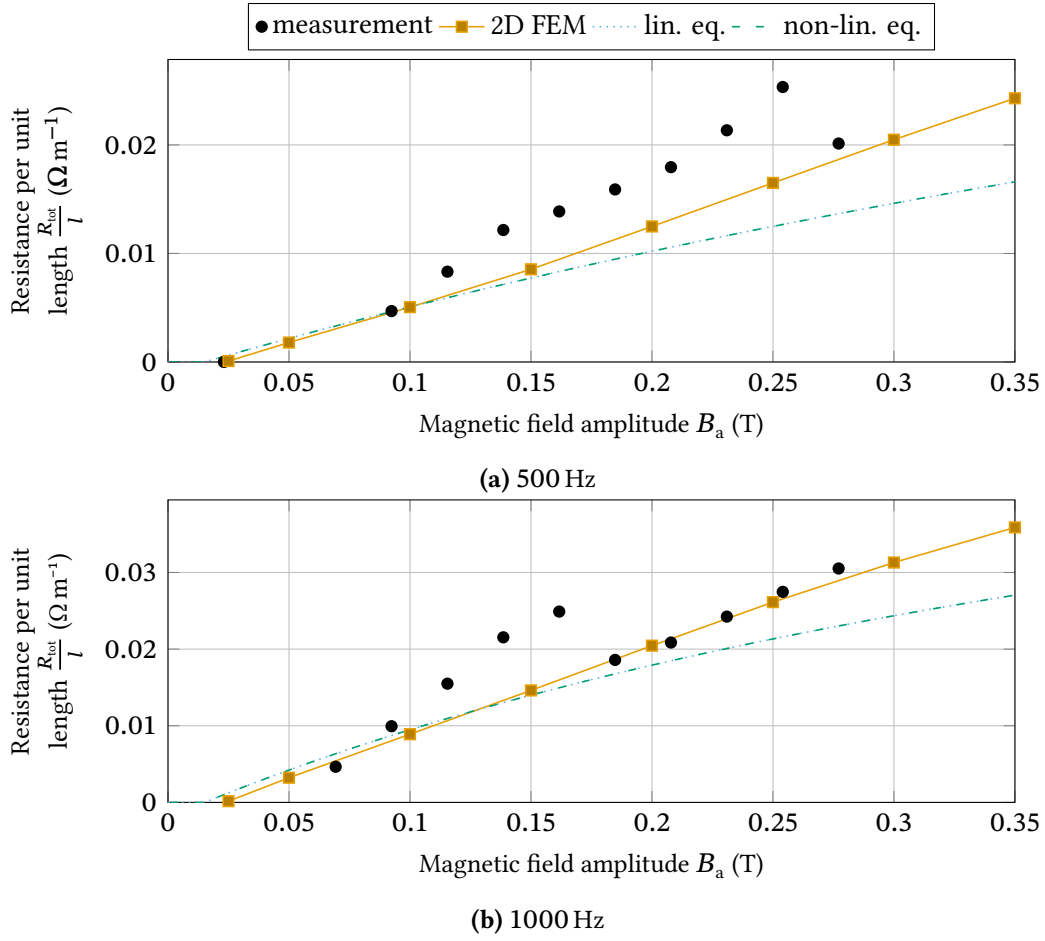 measurement 2D FEM lin. eq. non-lin. eq.
Resistance per unit
length R_tot/l (Ω m⁻¹)
0.02
0.01
0
0 0.05 0.1 0.15 0.2 0.25 0.3 0.35
Magnetic field amplitude B_a (T)
(a) 500 Hz
Resistance per unit
length R_tot/l (Ω m⁻¹)
0.03
0.02
0.01
0
0 0.05 0.1 0.15 0.2 0.25 0.3 0.35
Magnetic field amplitude B_a (T)
(b) 1000 Hz